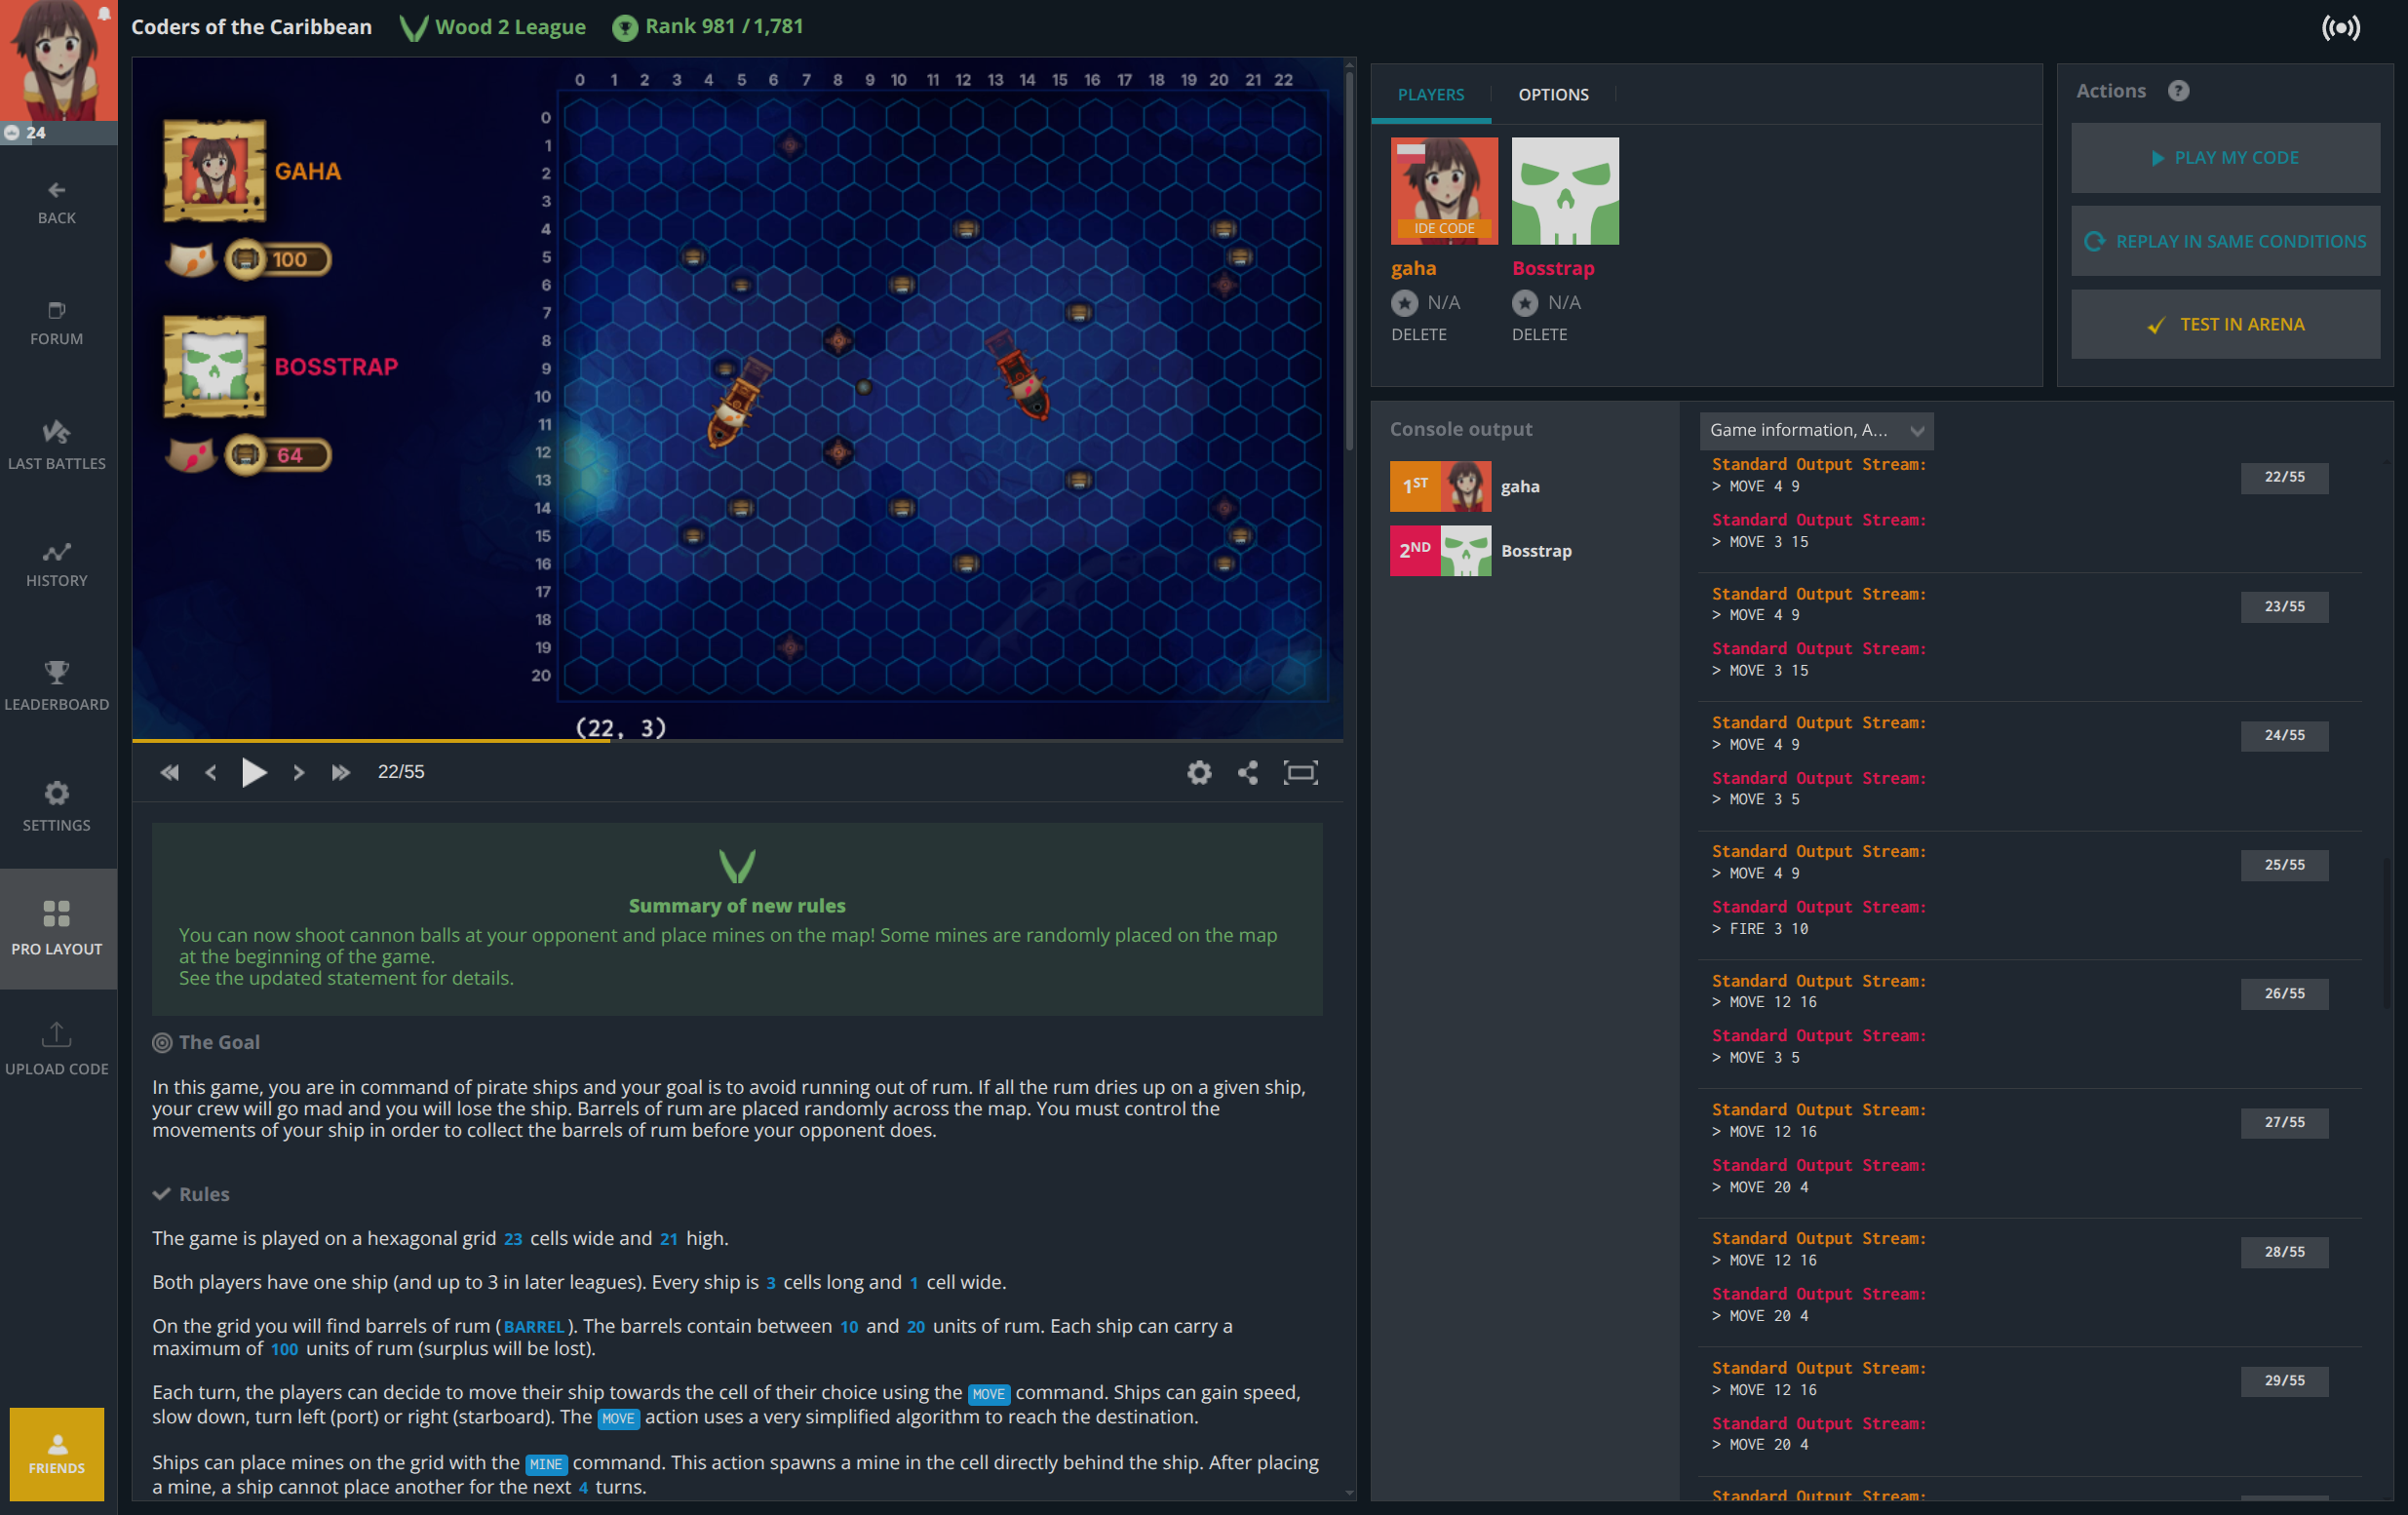 Coders of the Caribbean
Wood 2 League
Rank 981 / 1,781
24
BACK
FORUM
LAST BATTLES
HISTORY
LEADERBOARD
SETTINGS
PRO LAYOUT
UPLOAD CODE
FRIENDS
0 1 2 3 4 5 6 7 8 9 10 11 12 13 14 15 16 17 18 19 20 21 22
0
1
2
3
4
5
6
7
8
9
10
11
12
13
14
15
16
17
18
19
20
GAHA
100
BOSSTRAP
64
(22, 3)
22/55
Summary of new rules
You can now shoot cannon balls at your opponent and place mines on the map! Some mines are randomly placed on the map
at the beginning of the game.
See the updated statement for details.
The Goal
In this game, you are in command of pirate ships and your goal is to avoid running out of rum. If all the rum dries up on a given ship,
your crew will go mad and you will lose the ship. Barrels of rum are placed randomly across the map. You must control the
movements of your ship in order to collect the barrels of rum before your opponent does.
Rules
The game is played on a hexagonal grid 23 cells wide and 21 high.
Both players have one ship (and up to 3 in later leagues). Every ship is 3 cells long and 1 cell wide.
On the grid you will find barrels of rum (BARREL). The barrels contain between 10 and 20 units of rum. Each ship can carry a
maximum of 100 units of rum (surplus will be lost).
Each turn, the players can decide to move their ship towards the cell of their choice using the MOVE command. Ships can gain speed,
slow down, turn left (port) or right (starboard). The MOVE action uses a very simplified algorithm to reach the destination.
Ships can place mines on the grid with the MINE command. This action spawns a mine in the cell directly behind the ship. After placing
a mine, a ship cannot place another for the next 4 turns.
PLAYERS
OPTIONS
IDE CODE
gaha
N/A
DELETE
Bosstrap
N/A
DELETE
Actions ?
PLAY MY CODE
REPLAY IN SAME CONDITIONS
TEST IN ARENA
Console output
1ST gaha
2ND Bosstrap
Game information, A...
Standard Output Stream:
22/55
> MOVE 4 9
Standard Output Stream:
> MOVE 3 15
Standard Output Stream:
23/55
> MOVE 4 9
Standard Output Stream:
> MOVE 3 15
Standard Output Stream:
24/55
> MOVE 4 9
Standard Output Stream:
> MOVE 3 5
Standard Output Stream:
25/55
> MOVE 4 9
Standard Output Stream:
> FIRE 3 10
Standard Output Stream:
26/55
> MOVE 12 16
Standard Output Stream:
> MOVE 3 5
Standard Output Stream:
27/55
> MOVE 12 16
Standard Output Stream:
> MOVE 20 4
Standard Output Stream:
28/55
> MOVE 12 16
Standard Output Stream:
> MOVE 20 4
Standard Output Stream:
29/55
> MOVE 12 16
Standard Output Stream:
> MOVE 20 4
Standard Output Stream: